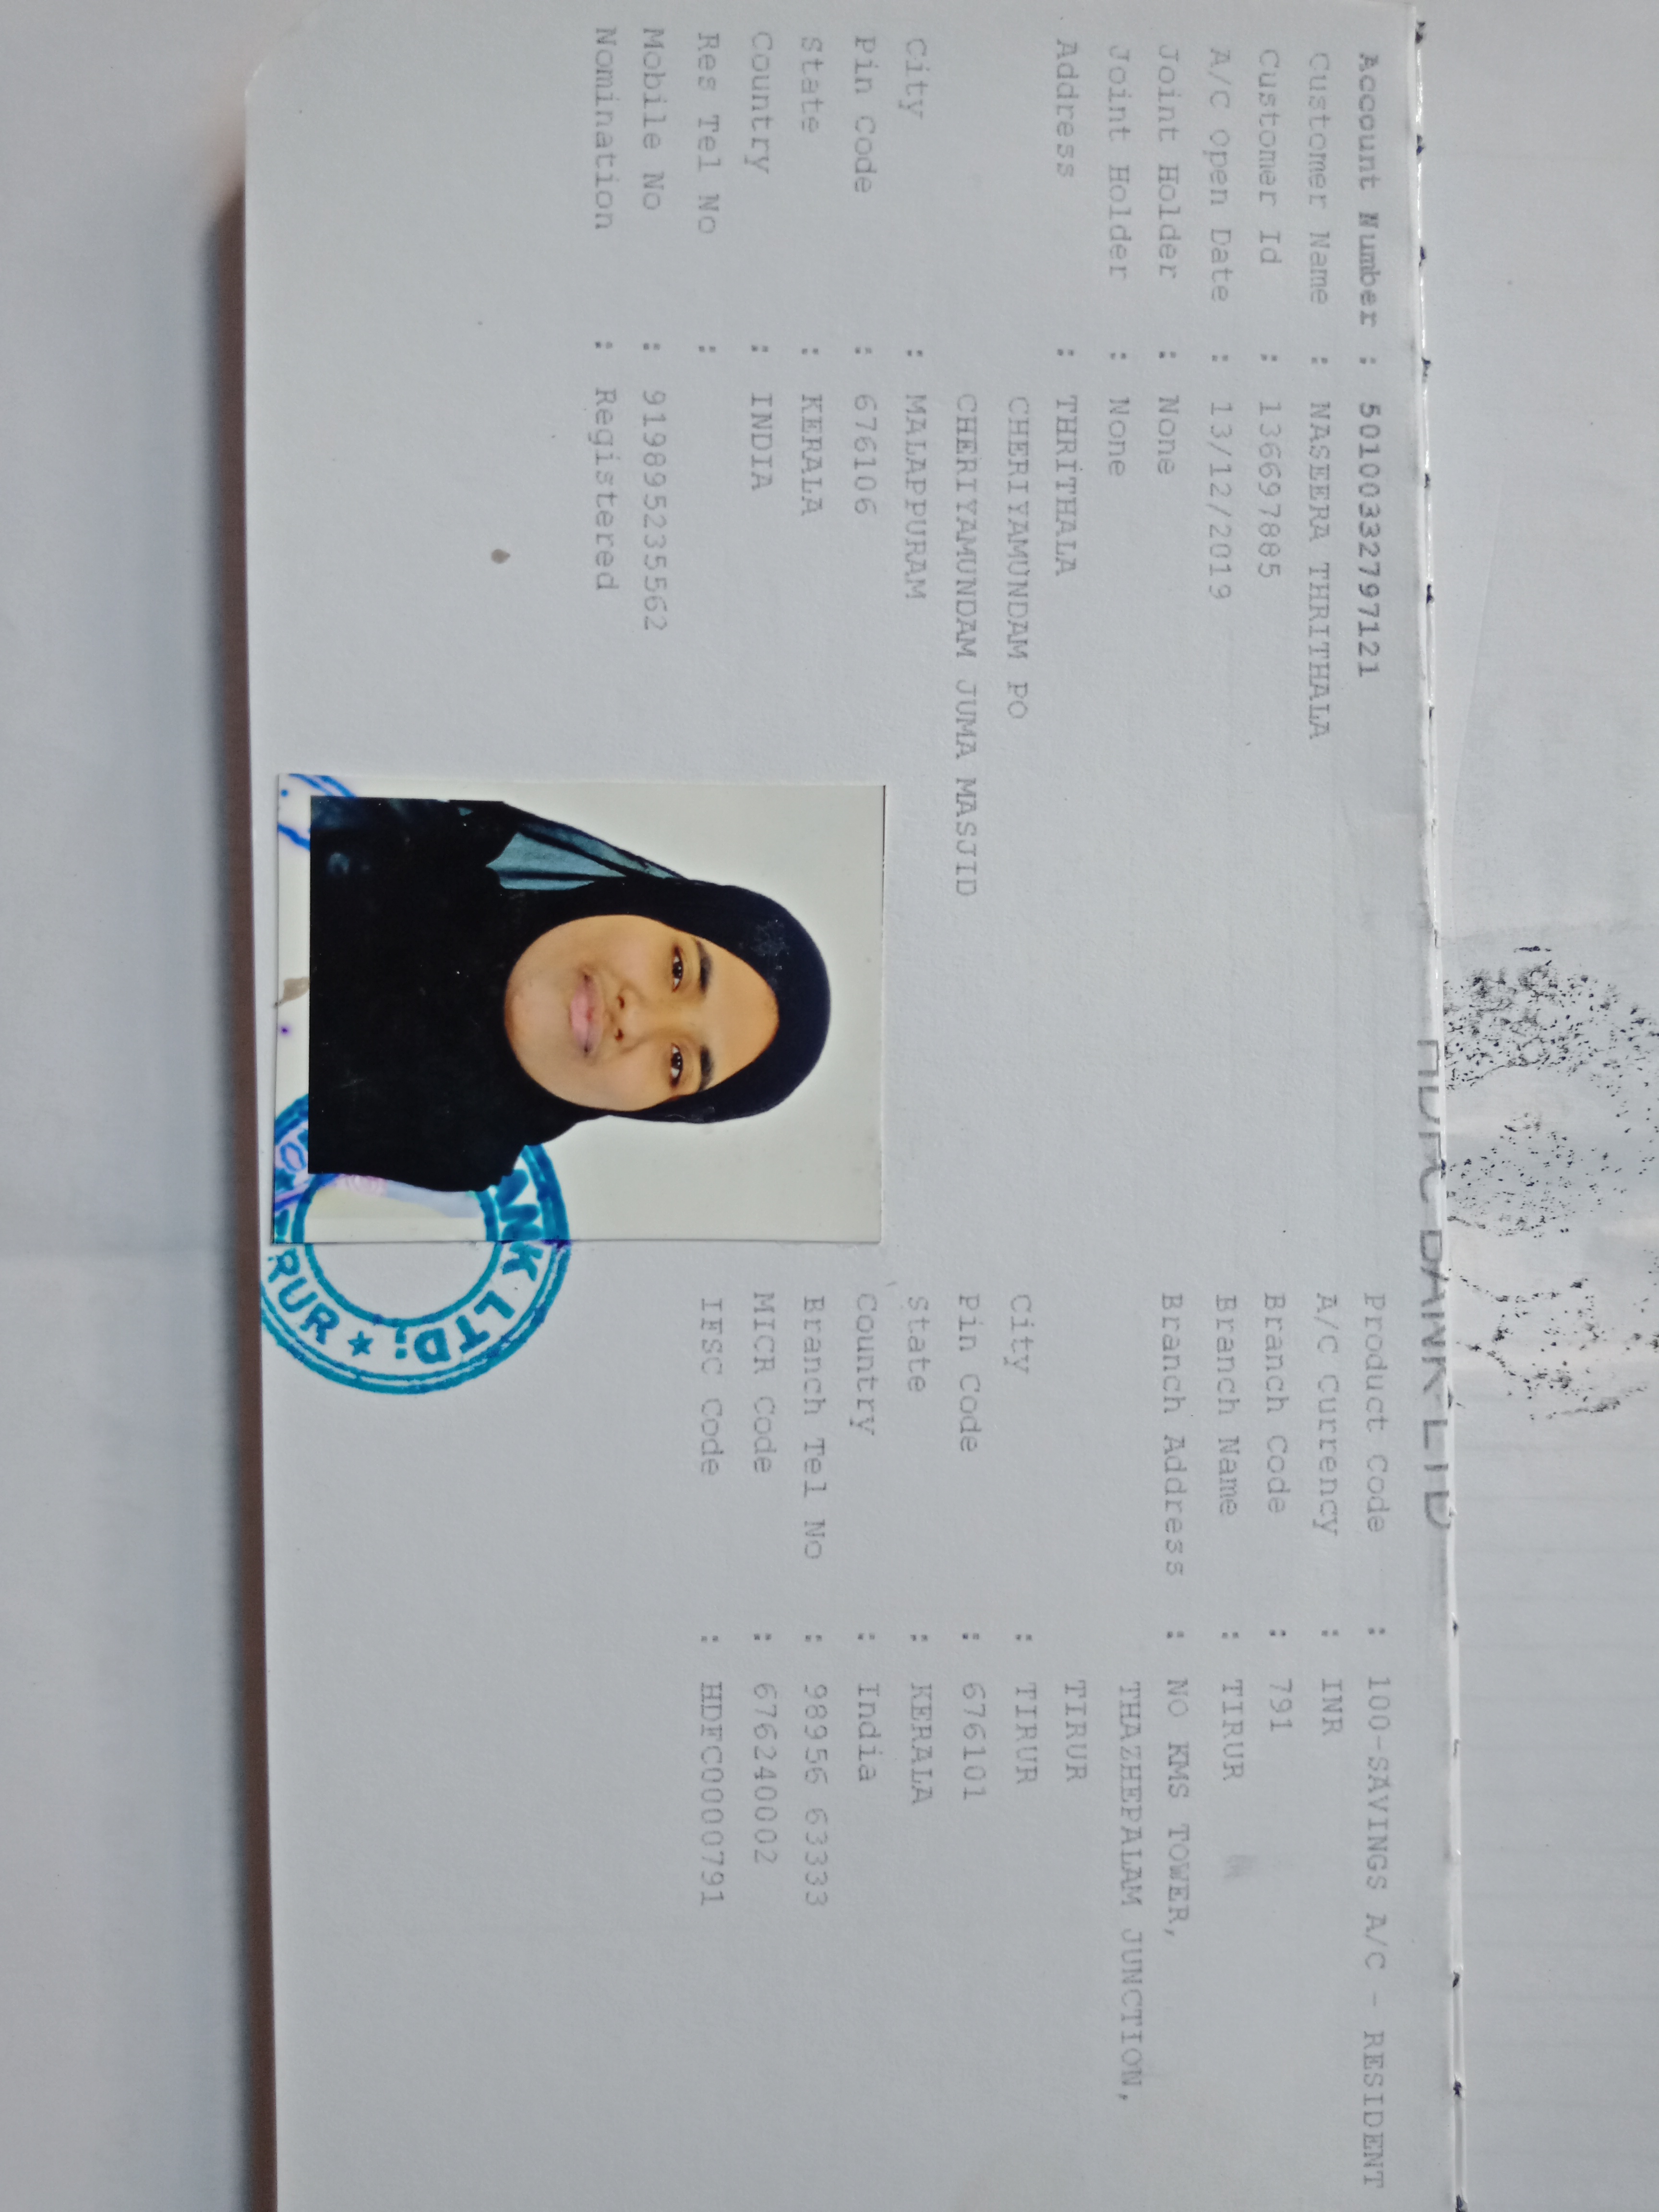 HDFC BANK LTD
Account Number : 50100332797121
Customer Name : NASEERA THRITHALA
Customer Id : 136697885
A/C Open Date : 13/12/2019
Joint Holder : None
Joint Holder : None
Address : THRITHALA
CHERIYAMUNDAM PO
CHERIYAMUNDAM JUMA MASJID
City : MALAPPURAM
Pin Code : 676106
State : KERALA
Country : INDIA
Res Tel No :
Mobile No : 919895235562
Nomination : Registered
Product Code : 100-SAVINGS A/C - RESIDENT
A/C Currency : INR
Branch Code : 791
Branch Name : TIRUR
Branch Address : NO KMS TOWER,
THAZHEPALAM JUNCTION,
TIRUR
City : TIRUR
Pin Code : 676101
State : KERALA
Country : India
Branch Tel No : 98956 63333
MICR Code : 676240002
IFSC Code : HDFC0000791
ANK LTD.
RUR ★